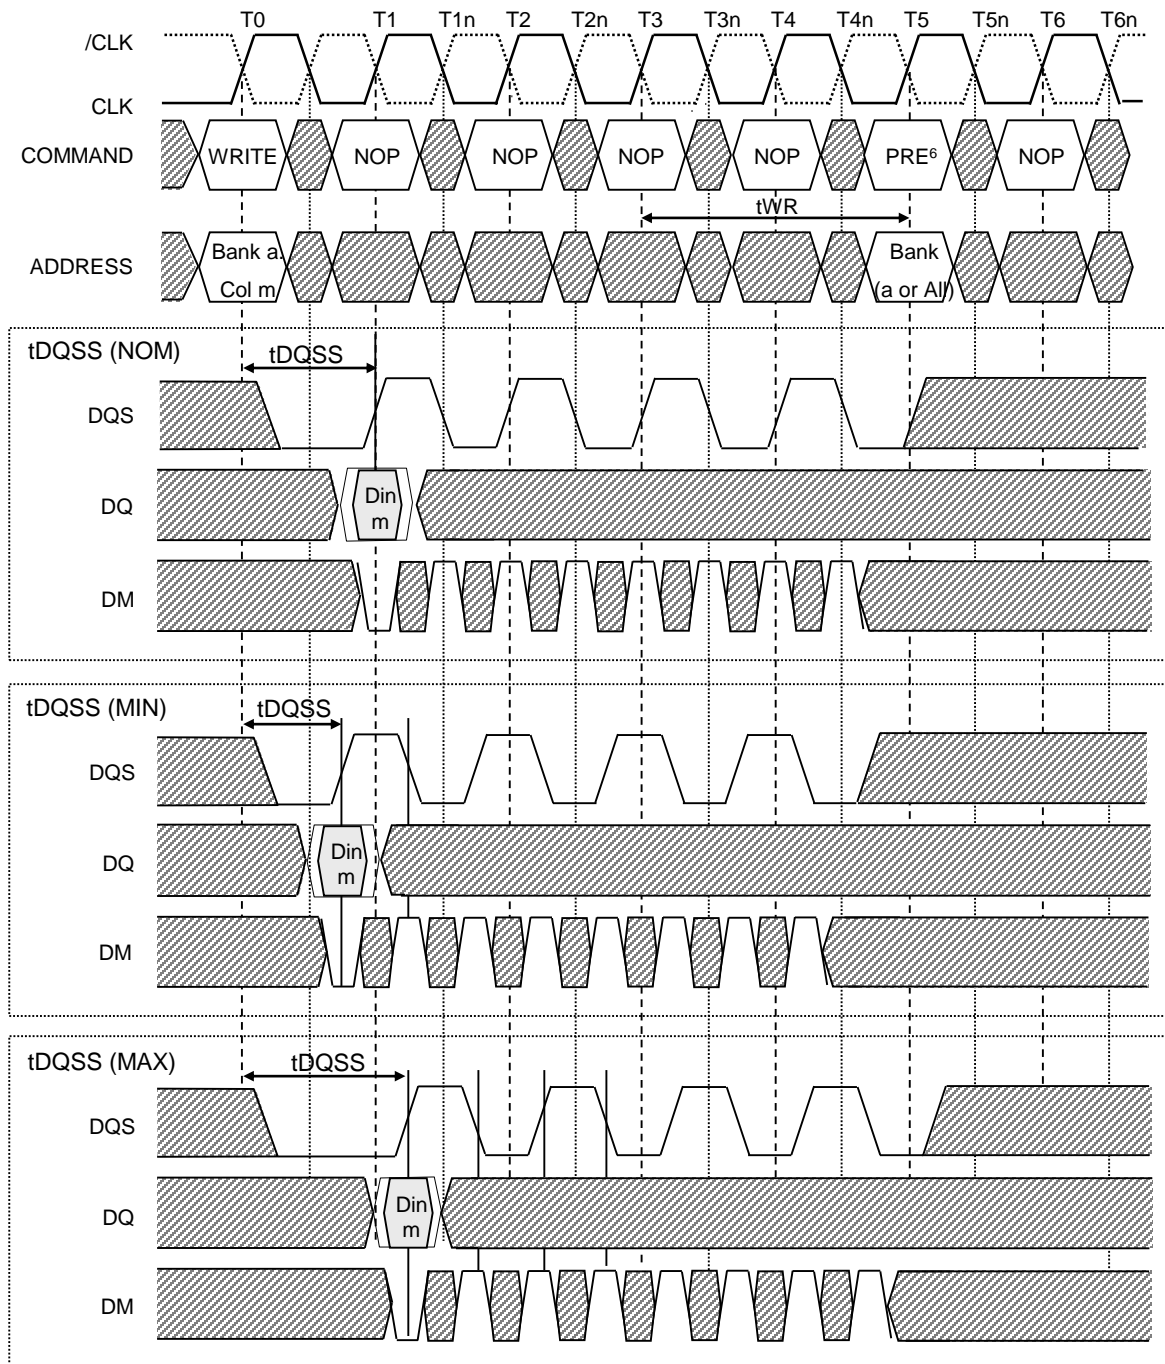 T0 T1 T1n T2 T2n T3 T3n T4 T4n T5 T5n T6 T6n
/CLK
CLK
COMMAND WRITE NOP NOP NOP NOP PRE6 NOP
tWR
ADDRESS Bank a, Bank
Col m (a or All)
tDQSS (NOM) tDQSS
DQS
DQ Din
m
DM
tDQSS (MIN) tDQSS
DQS
DQ Din
m
DM
tDQSS (MAX) tDQSS
DQS
DQ Din
m
DM